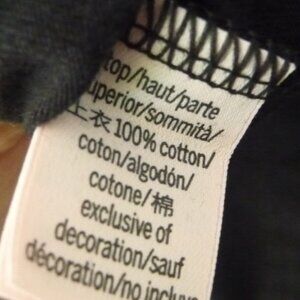 top/haut/parte
superior/sommità/
上衣 100% cotton/
coton/algodón/
cotone/棉
exclusive of
decoration/sauf
décoration/no incluye